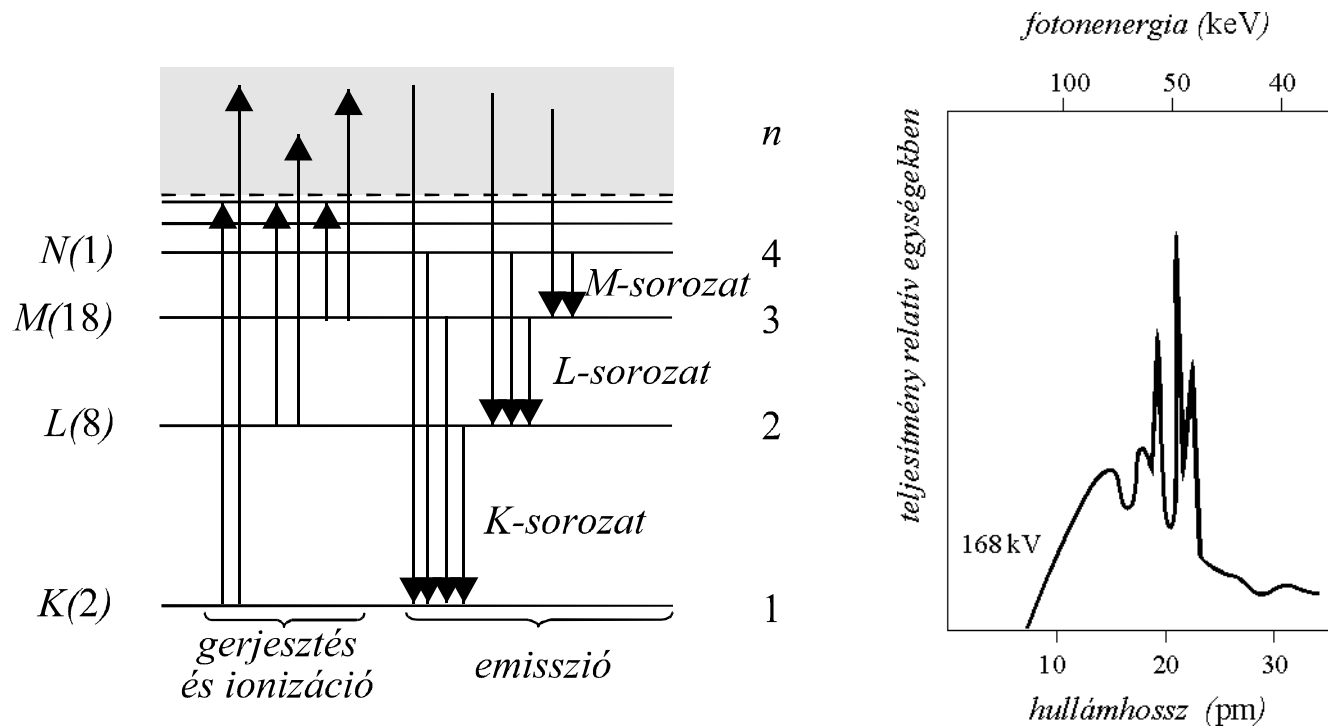 n
N(1)
4
M-sorozat
M(18)
3
L-sorozat
L(8)
2
K-sorozat
K(2)
1
gerjesztés
és ionizáció
emisszió
fotonenergia (keV)
100 50 40
teljesítmény relatív egységekben
168 kV
10 20 30
hullámhossz (pm)